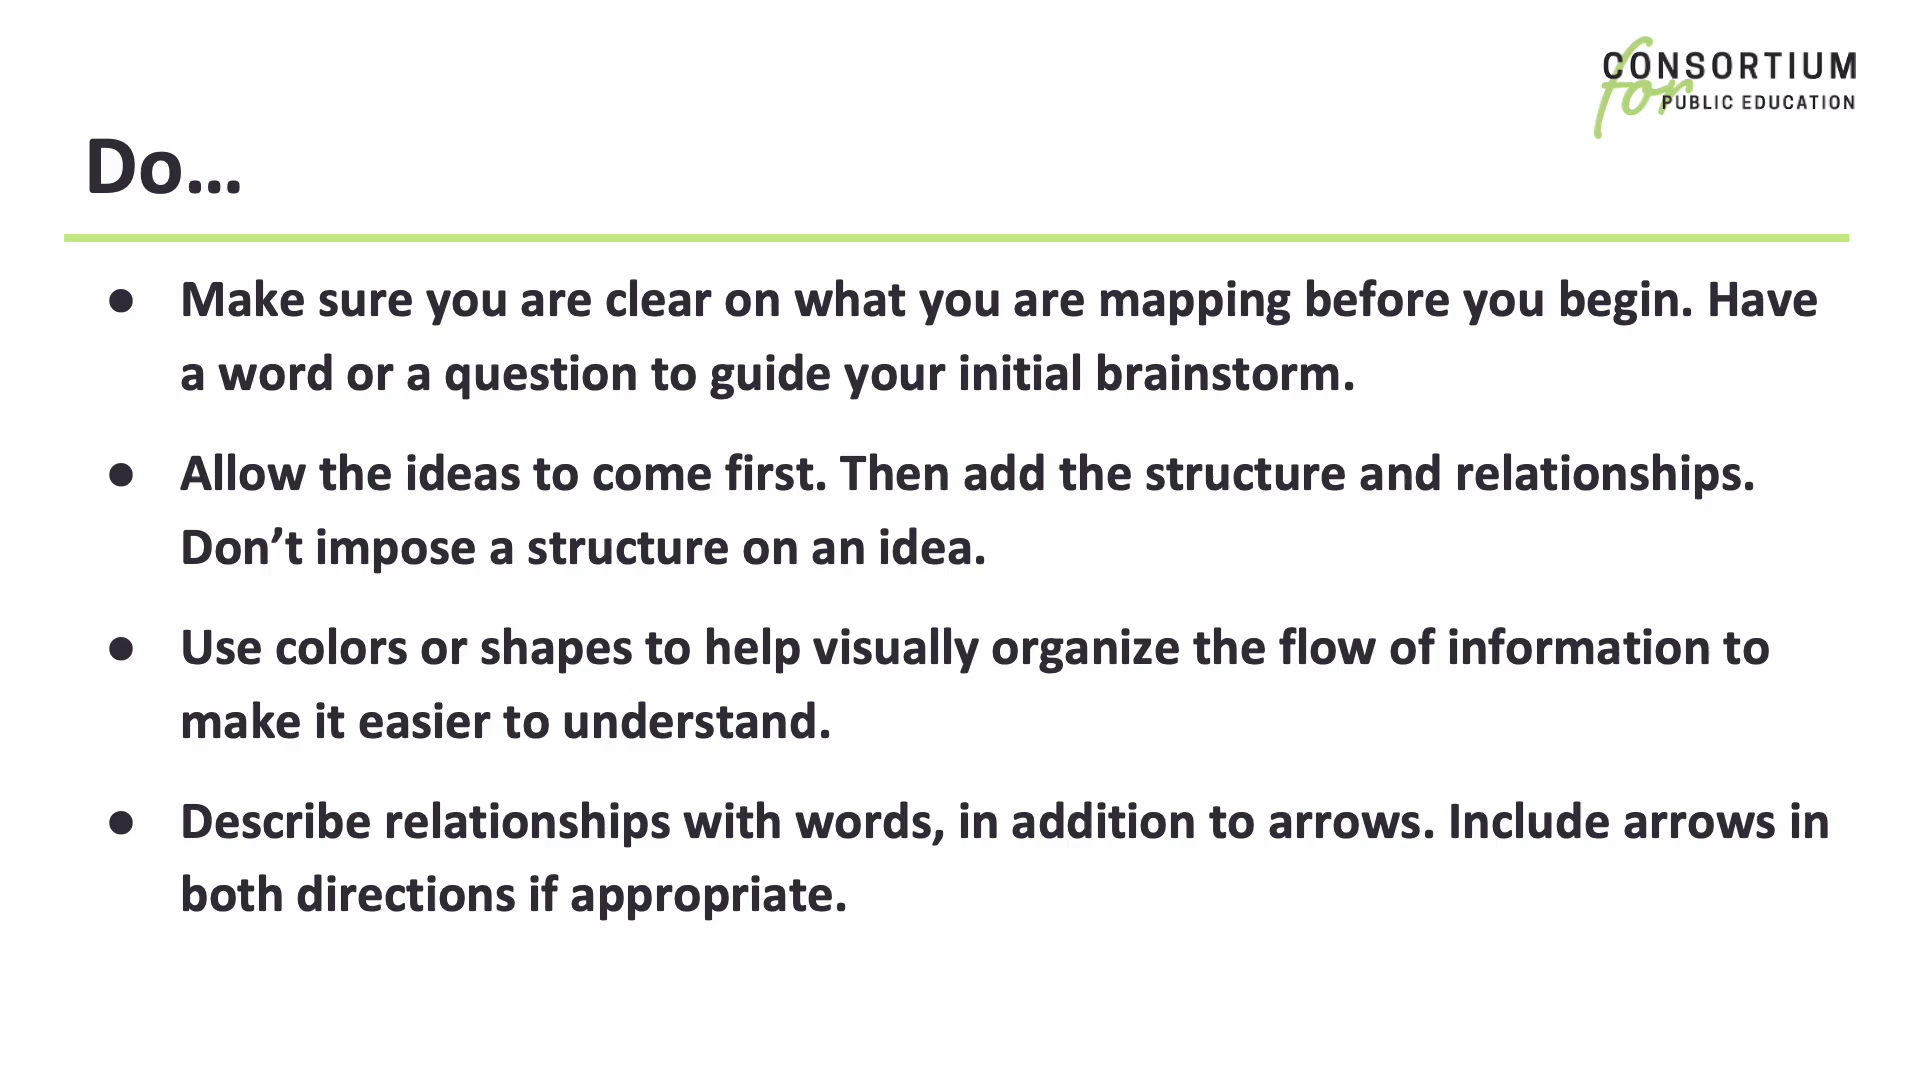 CONSORTIUM
for PUBLIC EDUCATION
Do...
● Make sure you are clear on what you are mapping before you begin. Have
a word or a question to guide your initial brainstorm.
● Allow the ideas to come first. Then add the structure and relationships.
Don’t impose a structure on an idea.
● Use colors or shapes to help visually organize the flow of information to
make it easier to understand.
● Describe relationships with words, in addition to arrows. Include arrows in
both directions if appropriate.